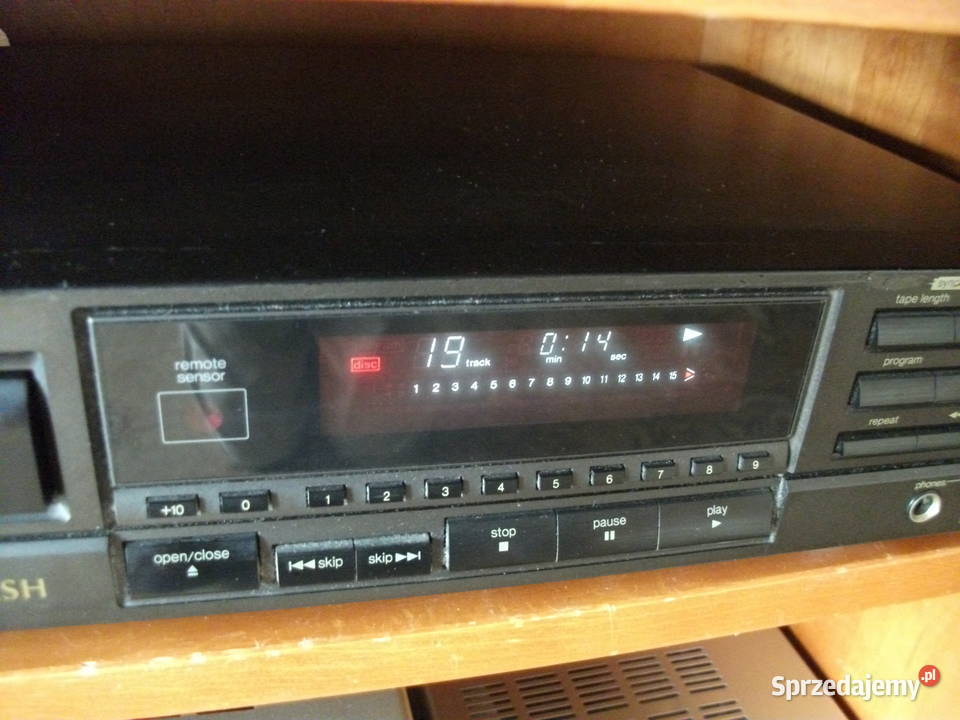 tape length
remote
sensor
disc
19 track
0:14
min sec
1 2 3 4 5 6 7 8 9 10 11 12 13 14 15
program
repeat
+10 0 1 2 3 4 5 6 7 8 9
phones
open/close
skip
skip
stop
pause
play
SH
Sprzedajemy.pl